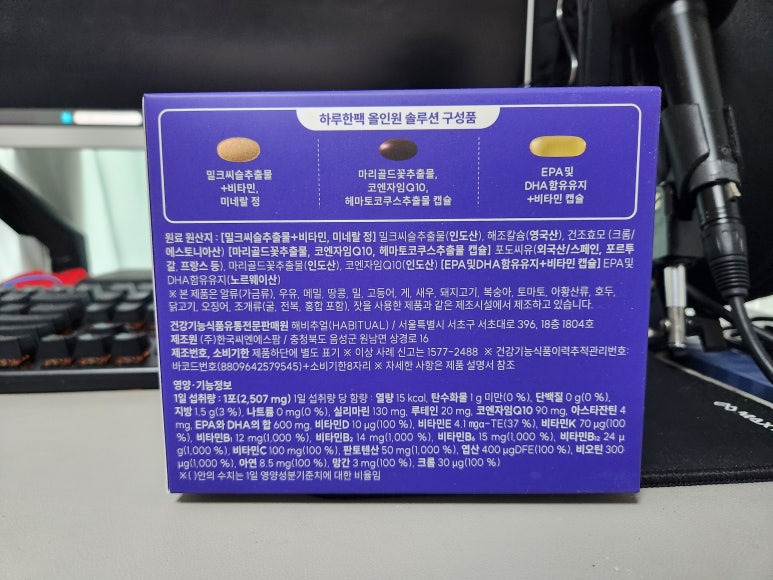 하루한팩 올인원 솔루션 구성품
밀크씨슬추출물
+비타민,
미네랄 정
마리골드꽃추출물,
코엔자임Q10,
헤마토코쿠스추출물 캡슐
EPA 및
DHA 함유유지
+비타민 캡슐
원료 원산지 : [밀크씨슬추출물+비타민, 미네랄 정] 밀크씨슬추출물(인도산), 해조칼슘(영국산), 건조효모 (크롬/
에스토니아산) [마리골드꽃추출물, 코엔자임Q10, 헤마토코쿠스추출물 캡슐] 포도씨유(외국산/스페인, 포르투
갈, 프랑스 등), 마리골드꽃추출물(인도산), 코엔자임Q10(인도산) [EPA및DHA함유유지+비타민 캡슐] EPA 및
DHA함유유지(노르웨이산)
※ 본 제품은 알류(가금류), 우유, 메밀, 땅콩, 밀, 고등어, 게, 새우, 돼지고기, 복숭아, 토마토, 아황산류, 호두,
닭고기, 오징어, 조개류(굴, 전복, 홍합 포함), 잣을 사용한 제품과 같은 제조시설에서 제조하고 있습니다.
건강기능식품유통전문판매원 해비추얼(HABITUAL) / 서울특별시 서초구 서초대로 396, 18층 1804호
제조원 (주)한국씨엔에스팜 / 충청북도 음성군 원남면 상경로 16
제조번호, 소비기한 제품하단에 별도 표기 ※ 이상 사례 신고는 1577-2488 ※ 건강기능식품이력추적관리번호:
바코드번호(8809642579545)+소비기한8자리 ※ 자세한 사항은 제품 설명서 참조
영양·기능정보
1일 섭취량 : 1포(2,507 mg) 1일 섭취량 당 함량 : 열량 15 kcal, 탄수화물 1 g 미만(0 %), 단백질 0 g(0 %),
지방 1.5 g(3 %), 나트륨 0 mg(0 %), 실리마린 130 mg, 루테인 20 mg, 코엔자임Q10 90 mg, 아스타잔틴 4
mg, EPA와 DHA의 합 600 mg, 비타민D 10 µg(100 %), 비타민E 4.1 mgα-TE(37 %), 비타민K 70 µg(100
%), 비타민B₁ 12 mg(1,000 %), 비타민B₂ 14 mg(1,000 %), 비타민B₆ 15 mg(1,000 %), 비타민B₁₂ 24 µ
g(1,000 %), 비타민C 100 mg(100 %), 판토텐산 50 mg(1,000 %), 엽산 400 µgDFE(100 %), 비오틴 300
µg(1,000 %), 아연 8.5 mg(100 %), 망간 3 mg(100 %), 크롬 30 µg(100 %)
※( )안의 수치는 1일 영양성분기준치에 대한 비율임